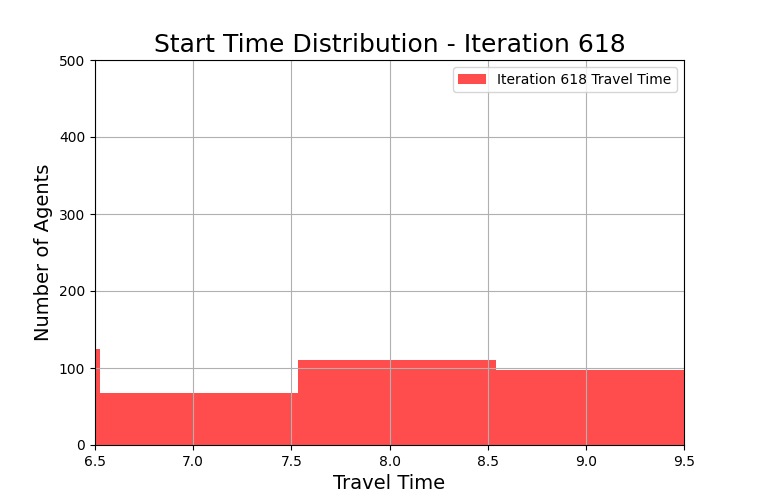 Start Time Distribution - Iteration 618
Iteration 618 Travel Time
Number of Agents
500
400
300
200
100
0
6.5 7.0 7.5 8.0 8.5 9.0 9.5
Travel Time